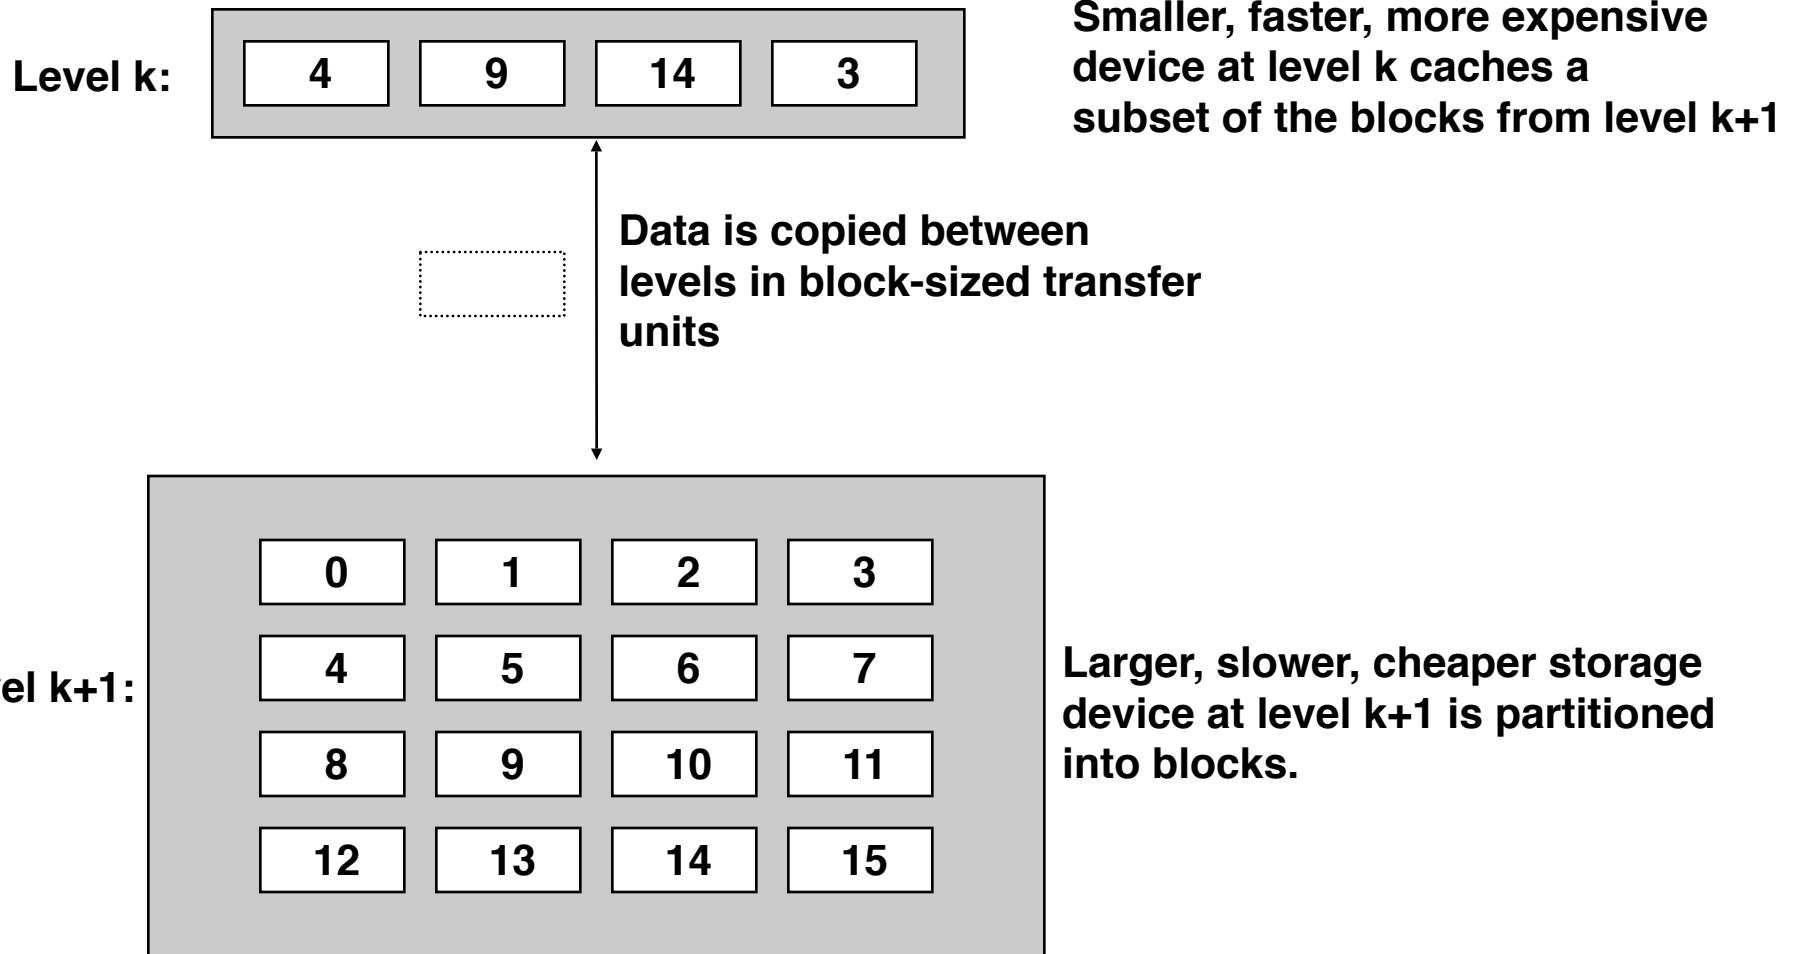 Smaller, faster, more expensive
device at level k caches a
subset of the blocks from level k+1
Level k:
4 9 14 3
Data is copied between
levels in block-sized transfer
units
0 1 2 3
4 5 6 7
8 9 10 11
12 13 14 15
el k+1:
Larger, slower, cheaper storage
device at level k+1 is partitioned
into blocks.